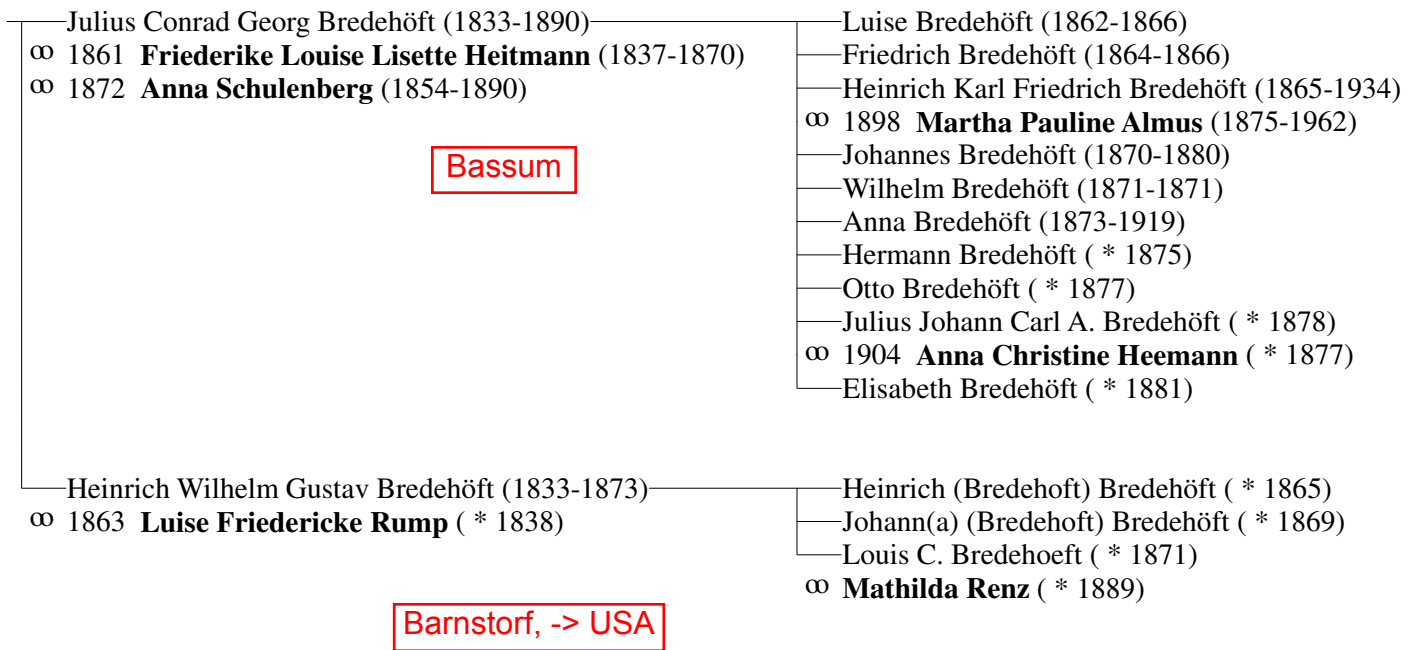 Julius Conrad Georg Bredehöft (1833-1890)
ꝏ 1861 Friederike Louise Lisette Heitmann (1837-1870)
ꝏ 1872 Anna Schulenberg (1854-1890)
Bassum
Luise Bredehöft (1862-1866)
Friedrich Bredehöft (1864-1866)
Heinrich Karl Friedrich Bredehöft (1865-1934)
ꝏ 1898 Martha Pauline Almus (1875-1962)
Johannes Bredehöft (1870-1880)
Wilhelm Bredehöft (1871-1871)
Anna Bredehöft (1873-1919)
Hermann Bredehöft ( * 1875)
Otto Bredehöft ( * 1877)
Julius Johann Carl A. Bredehöft ( * 1878)
ꝏ 1904 Anna Christine Heemann ( * 1877)
Elisabeth Bredehöft ( * 1881)
Heinrich Wilhelm Gustav Bredehöft (1833-1873)
ꝏ 1863 Luise Friedericke Rump ( * 1838)
Barnstorf, -> USA
Heinrich (Bredehoft) Bredehöft ( * 1865)
Johann(a) (Bredehoft) Bredehöft ( * 1869)
Louis C. Bredehoeft ( * 1871)
ꝏ Mathilda Renz ( * 1889)